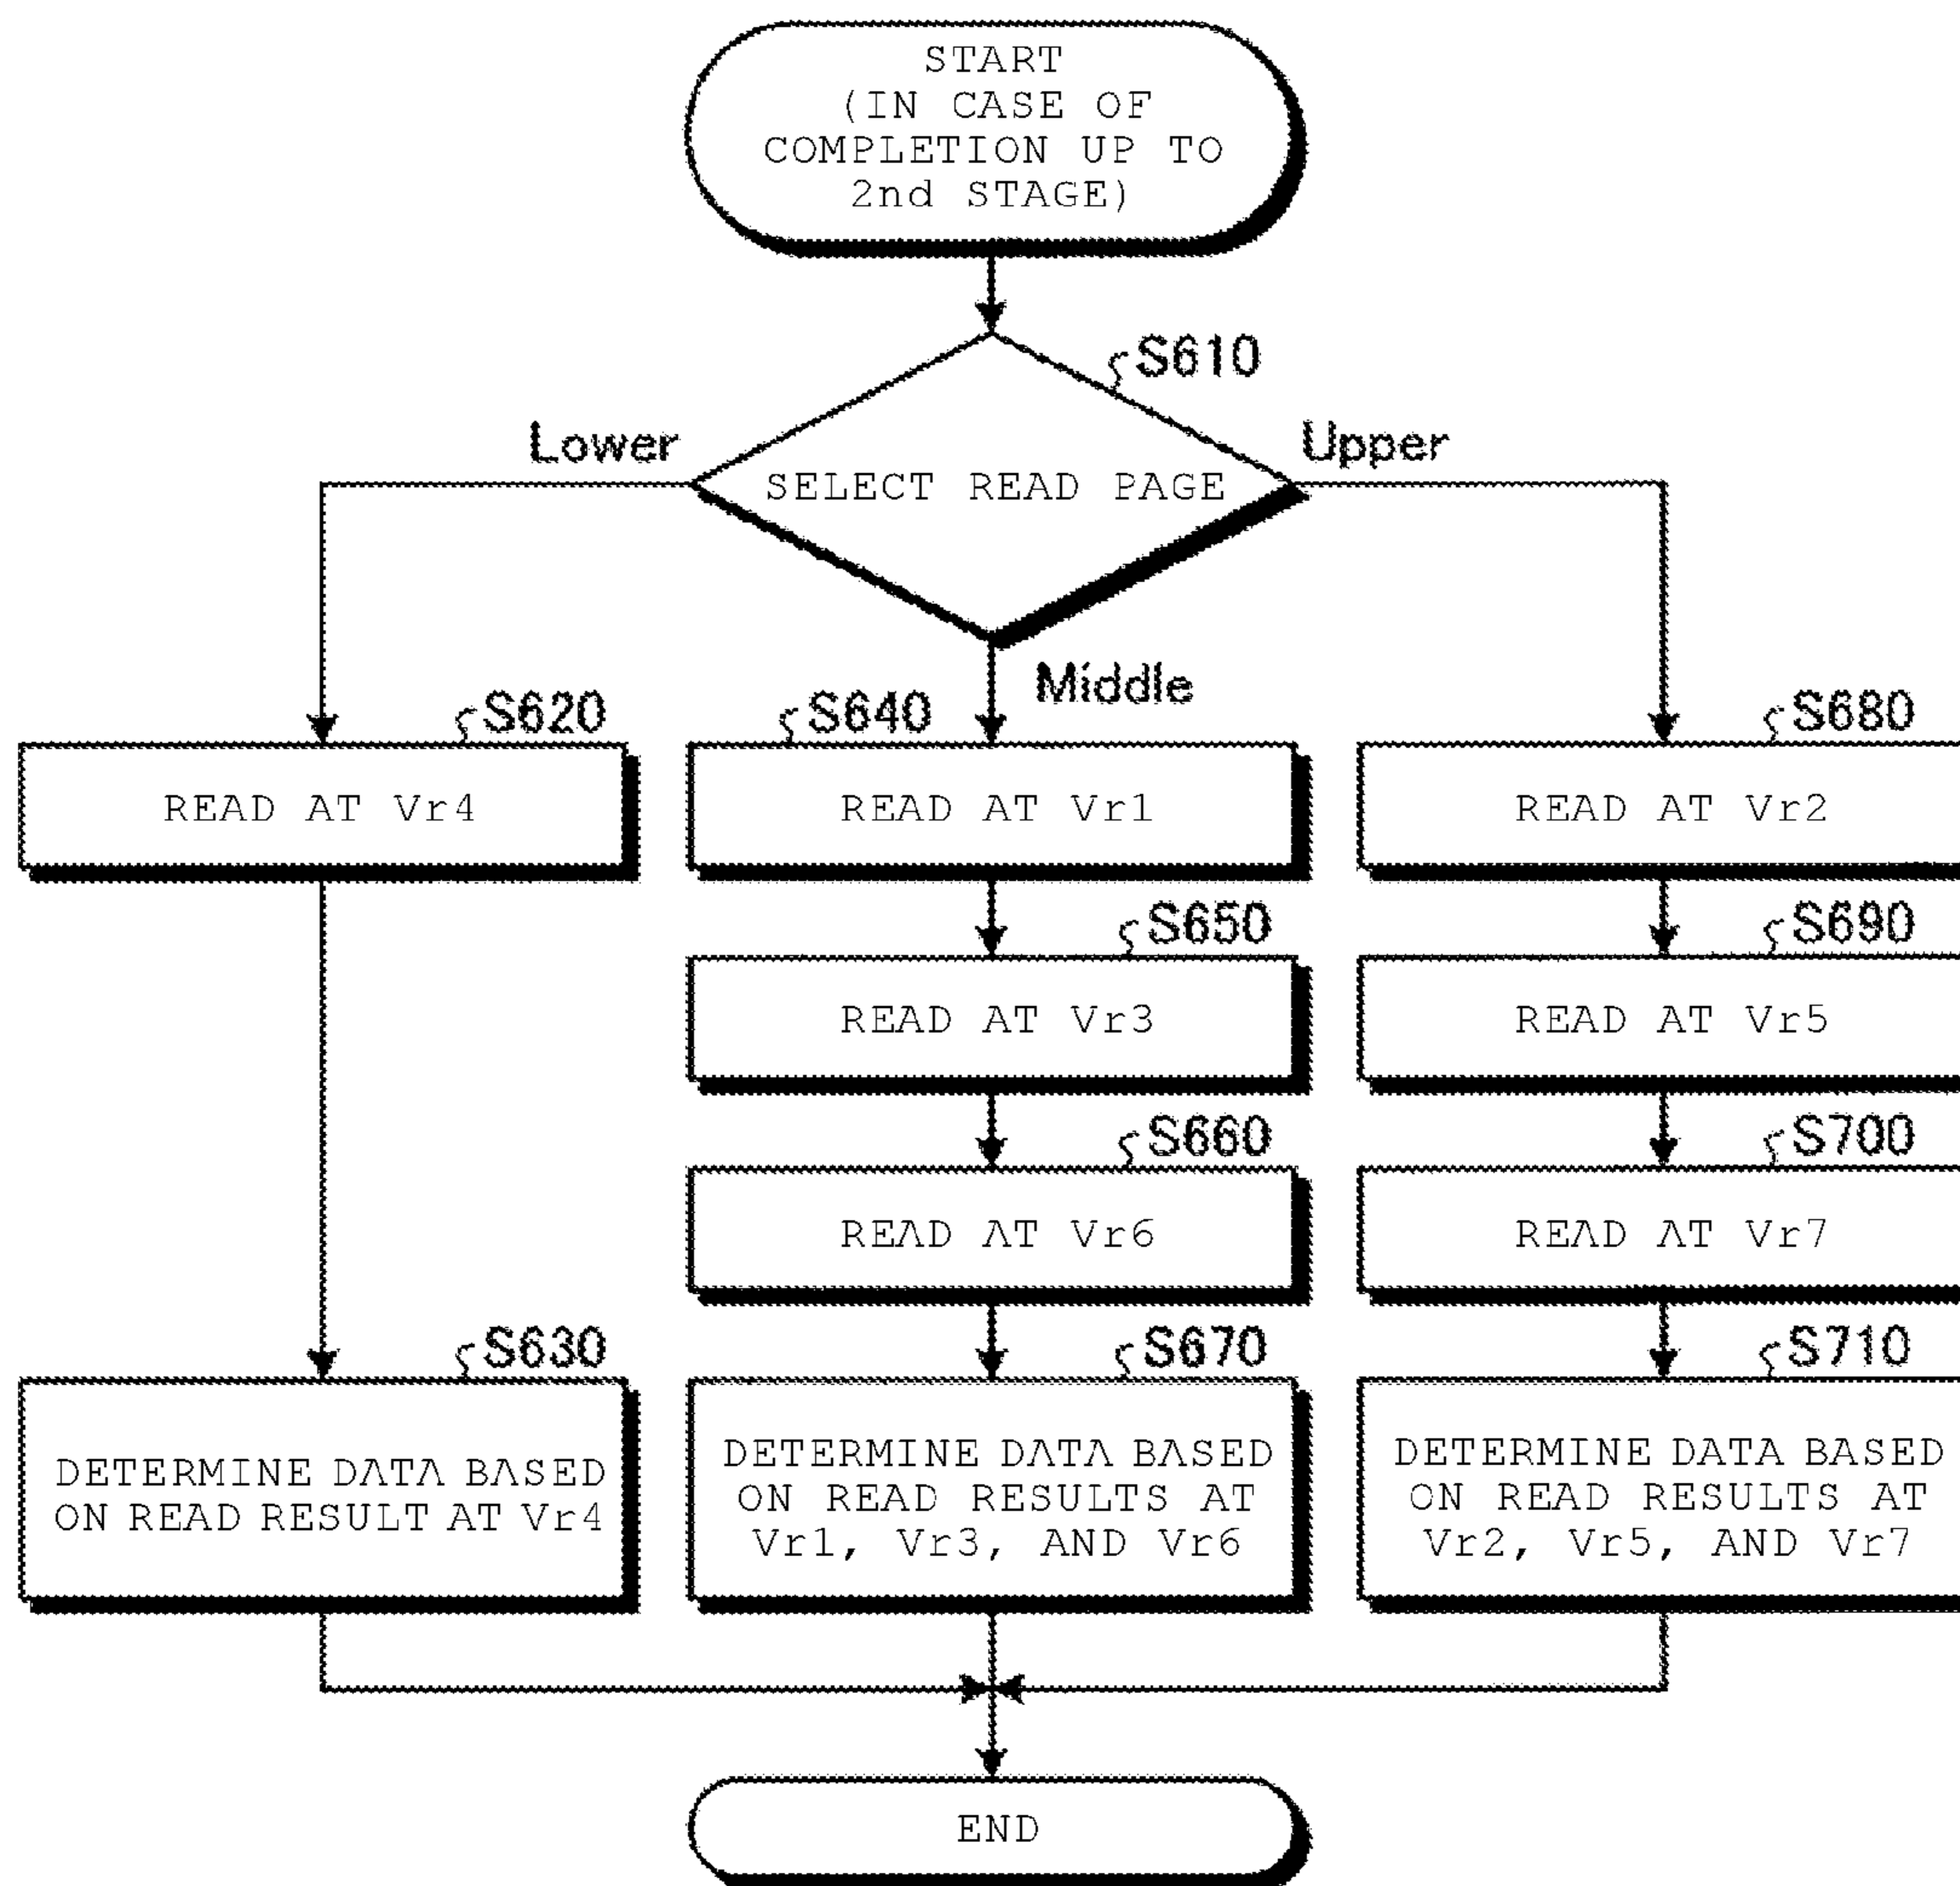 START
(IN CASE OF
COMPLETION UP TO
2nd STAGE)
S610
Lower
Upper
SELECT READ PAGE
Middle
S620
S640
S680
READ AT Vr4
READ AT Vr1
READ AT Vr2
S650
S690
READ AT Vr3
READ AT Vr5
S660
S700
READ AT Vr6
READ AT Vr7
S630
S670
S710
DETERMINE DATA BASED
ON READ RESULT AT Vr4
DETERMINE DATA BASED
ON READ RESULTS AT
Vr1, Vr3, AND Vr6
DETERMINE DATA BASED
ON READ RESULTS AT
Vr2, Vr5, AND Vr7
END